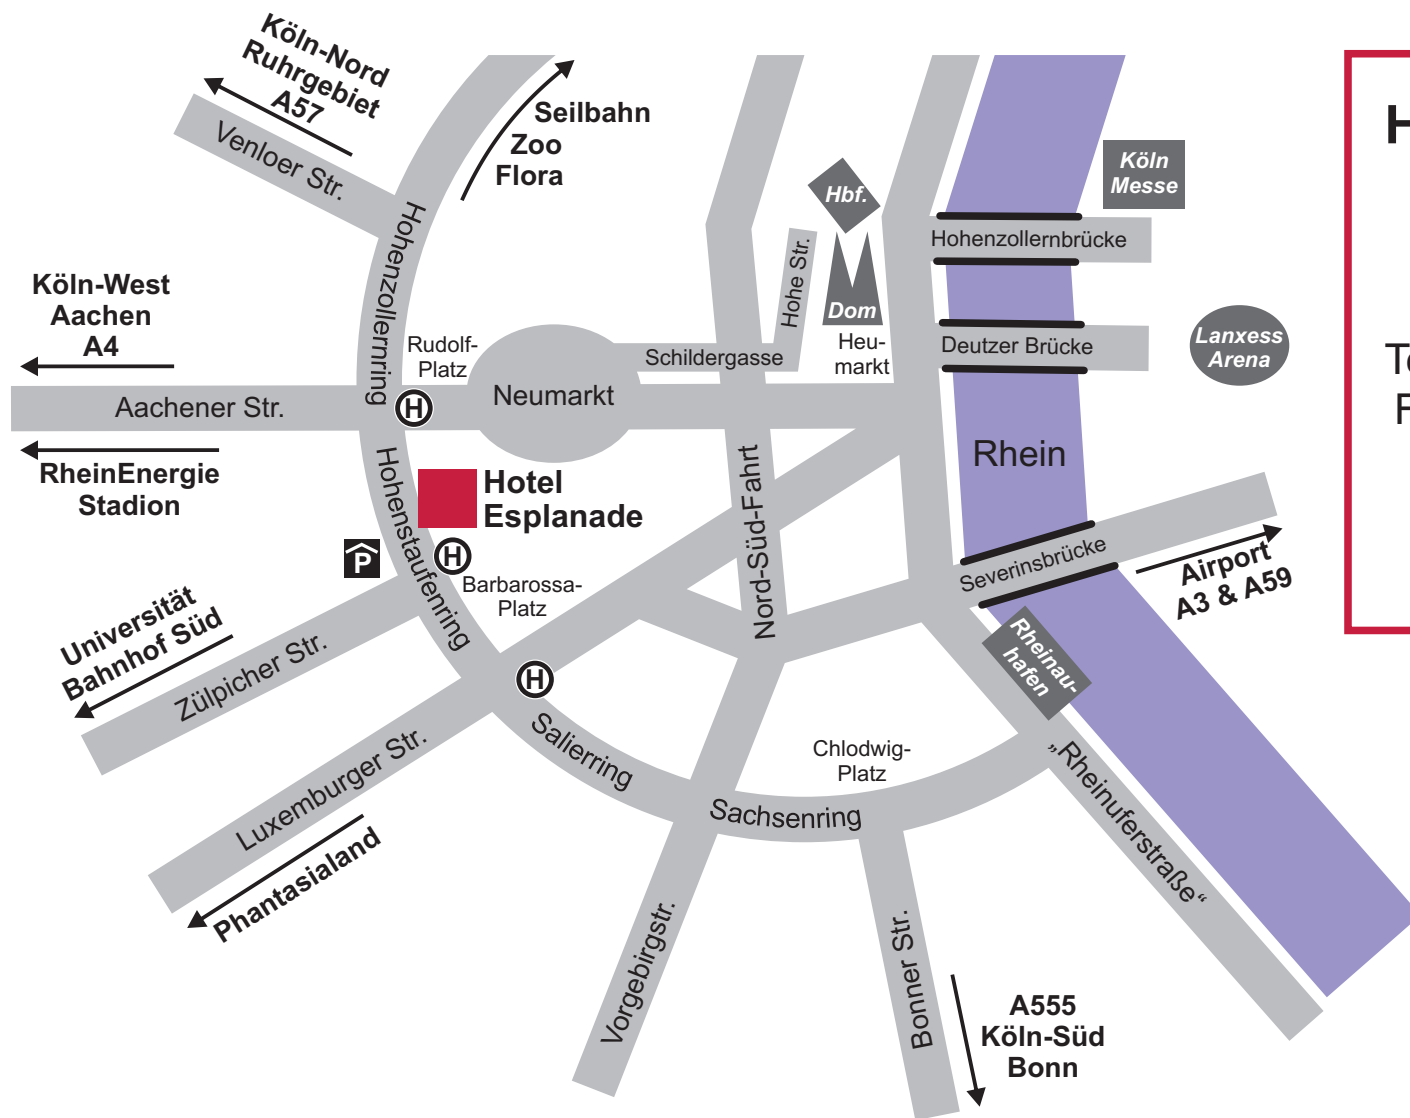 Köln-Nord
Ruhrgebiet
A57
Venloer Str.
Seilbahn
Zoo
Flora
Hohenzollernring
Hbf.
Köln
Messe
Hohe Str.
Hohenzollernbrücke
Dom
Köln-West
Aachen
A4
Rudolf-
Platz
Schildergasse
Heu-
markt
Deutzer Brücke
Lanxess
Arena
Aachener Str.
H
Neumarkt
RheinEnergie
Stadion
Hohenstaufenring
Hotel
Esplanade
Nord-Süd-Fahrt
Rhein
P
H
Barbarossa-
Platz
Severinsbrücke
Airport
A3 & A59
Universität
Bahnhof Süd
Zülpicher Str.
Rheinau-
hafen
H
Luxemburger Str.
Salierring
Chlodwig-
Platz
Sachsenring
„Rheinuferstraße“
Phantasialand
Vorgebirgstr.
Bonner Str.
A555
Köln-Süd
Bonn